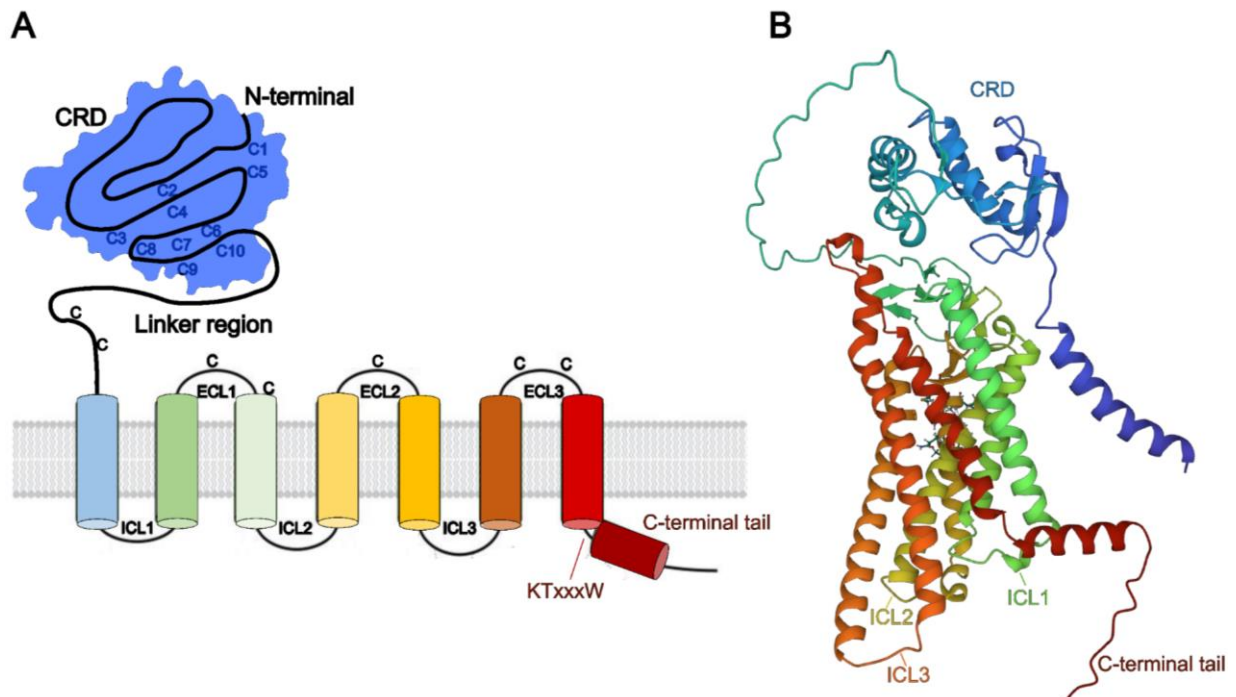 A
CRD
N-terminal
C1
C5
C2
C4
C3
C6
C8
C7
C10
C9
C
Linker region
C
C
C
C
C
C
ECL1
ECL2
ECL3
ICL1
ICL2
ICL3
C-terminal tail
KTxxxW
B
CRD
ICL1
ICL2
C-terminal tail
ICL3